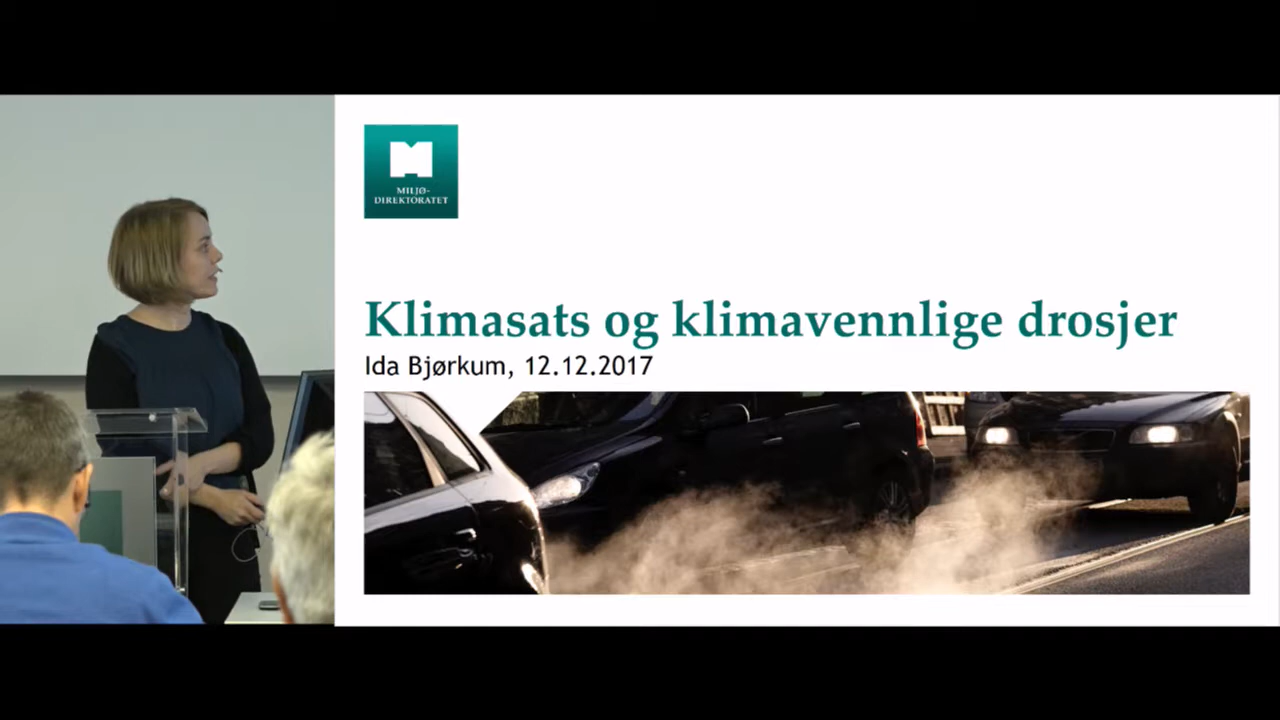 MILJØ-
DIREKTORATET
Klimasats og klimavennlige drosjer
Ida Bjørkum, 12.12.2017